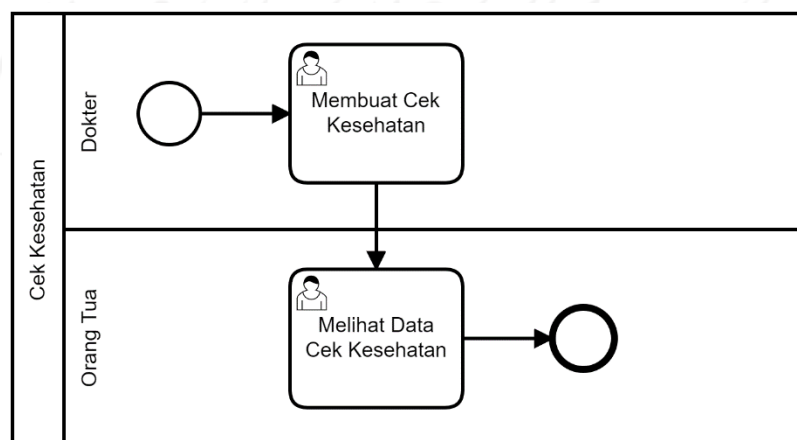 Cek Kesehatan
Dokter
Membuat Cek
Kesehatan
Orang Tua
Melihat Data
Cek Kesehatan